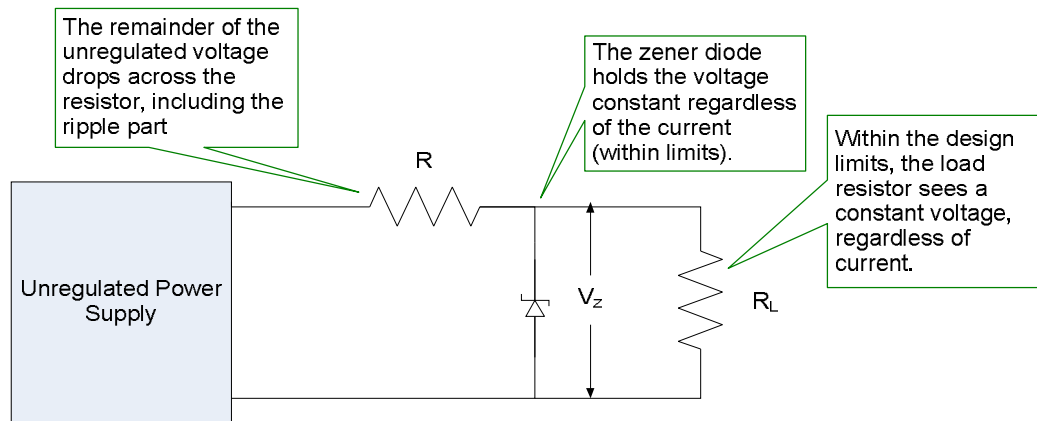 The remainder of the
unregulated voltage
drops across the
resistor, including the
ripple part
The zener diode
holds the voltage
constant regardless
of the current
(within limits).
Within the design
limits, the load
resistor sees a
constant voltage,
regardless of
current.
R
Unregulated Power
Supply
VZ
RL